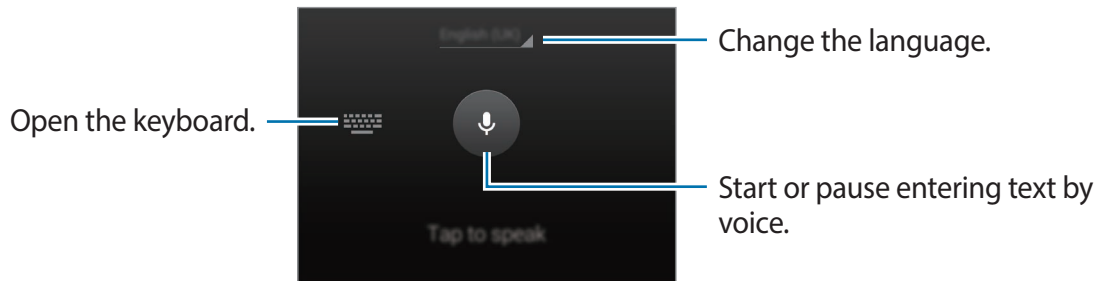 English (UK)
Change the language.
Open the keyboard.
Start or pause entering text by
voice.
Tap to speak